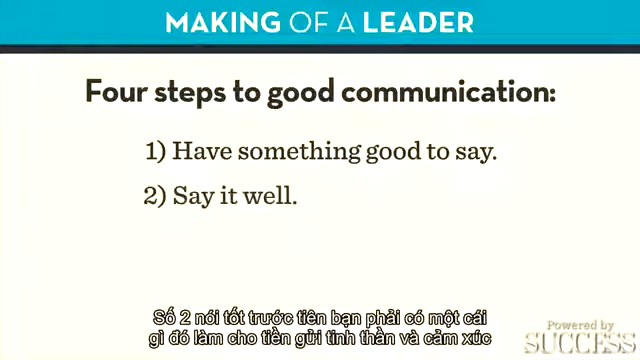 MAKING OF A LEADER
Four steps to good communication:
1) Have something good to say.
2) Say it well.
Số 2 nói tốt trước tiên bạn phải có một cái
gì đó làm cho tiền gửi tinh thần và cảm xúc
Powered by
SUCCESS